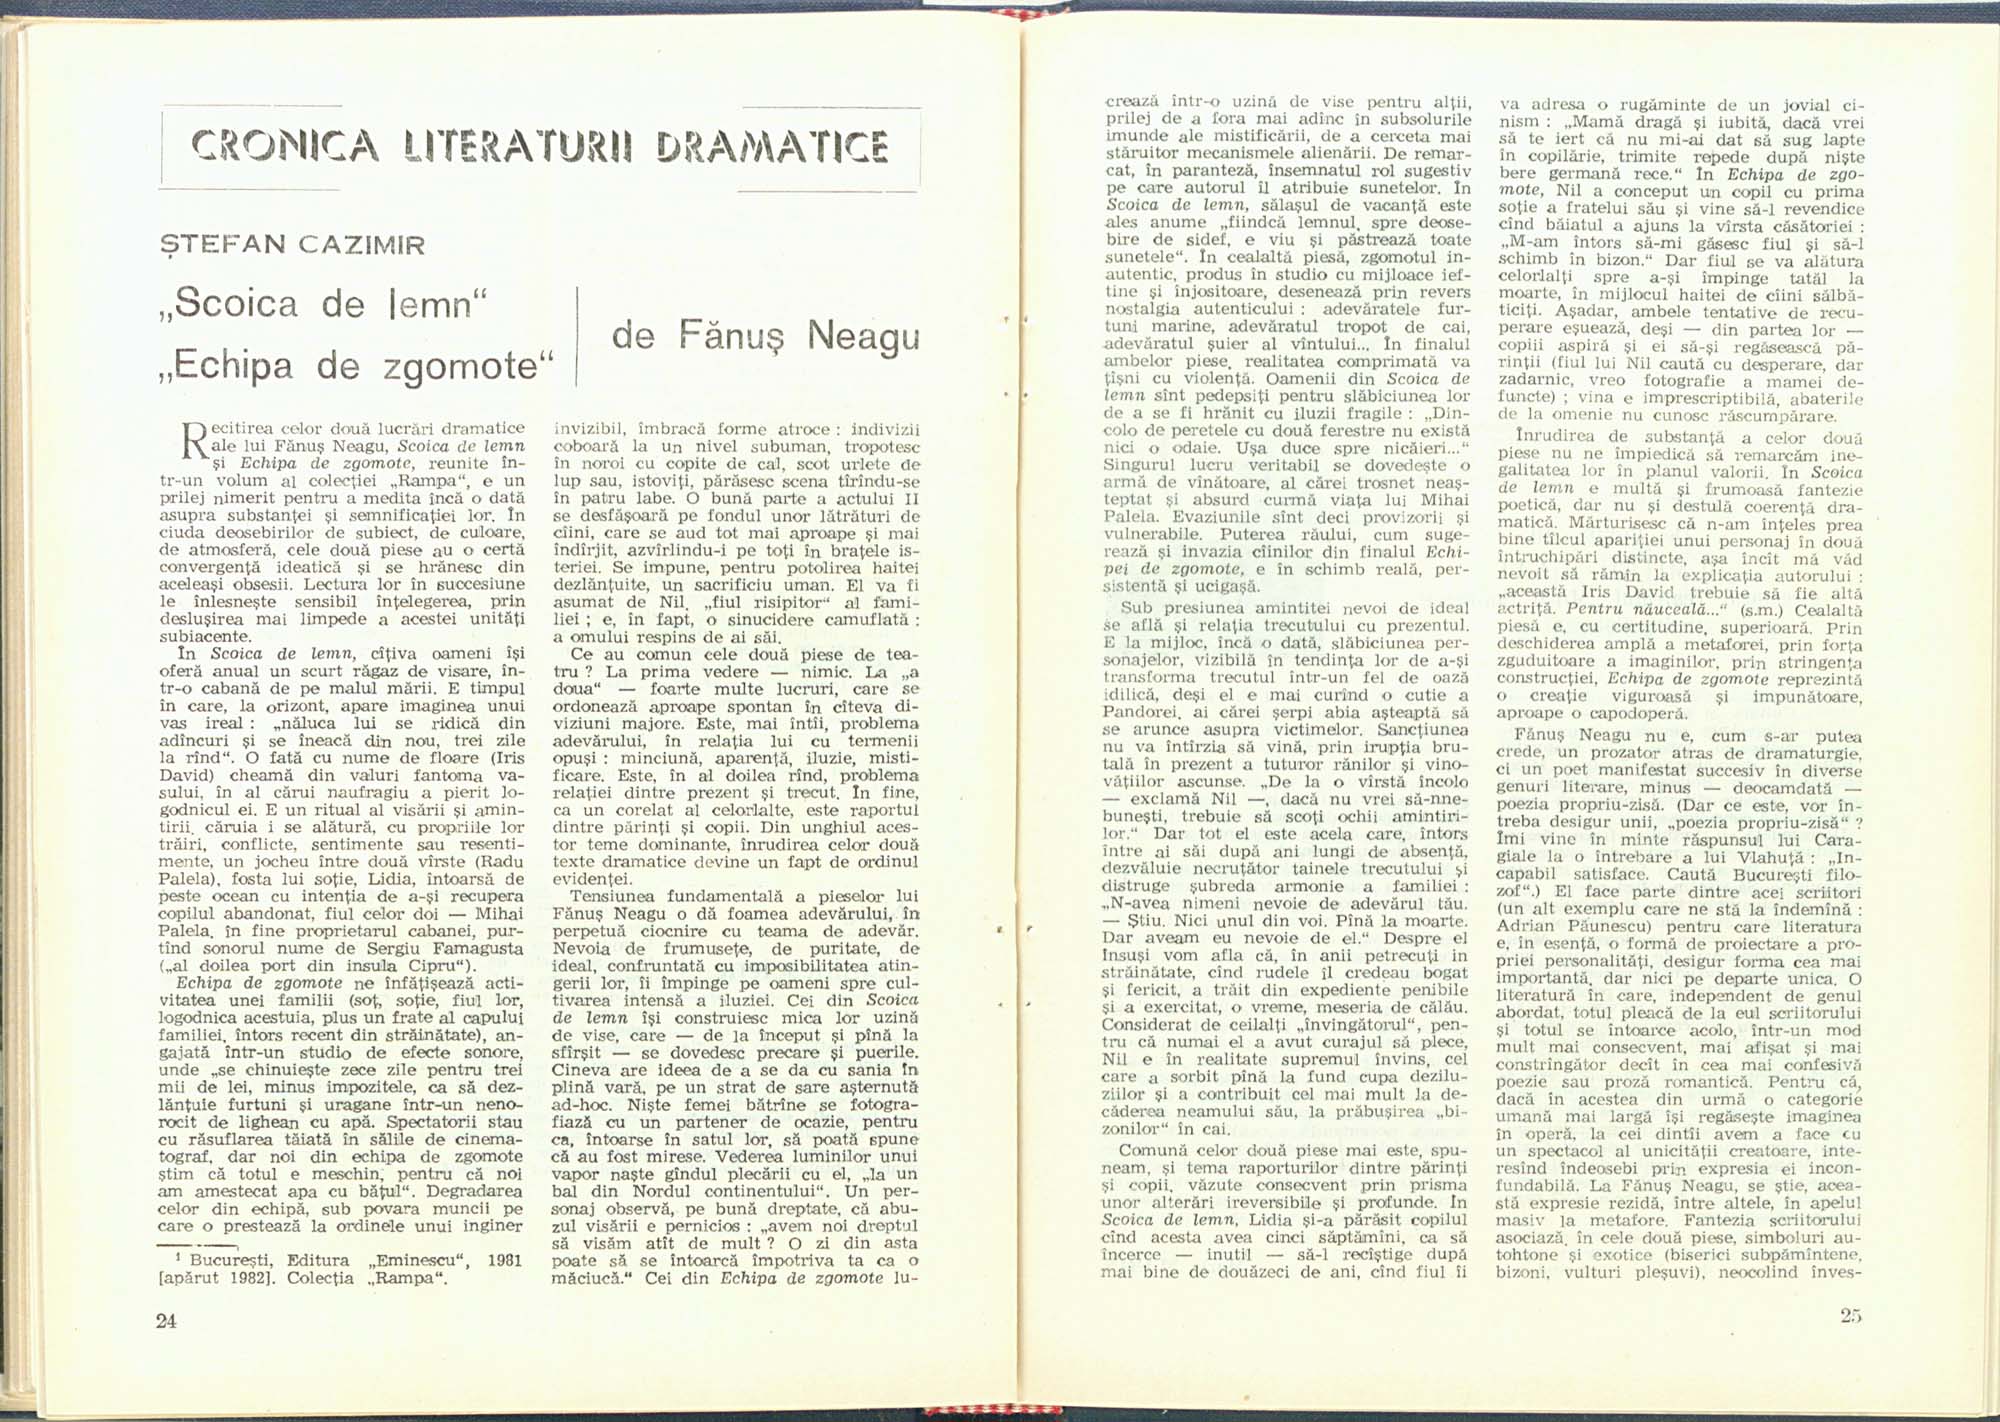 CRONICA LITERATURII DRAMATICE
ȘTEFAN CAZIMIR
„Scoica de lemn“
„Echipa de zgomote“
de Fănuș Neagu
Recitirea celor două lucrări dramatice
ale lui Fănuș Neagu, Scoica de lemn
și Echipa de zgomote, reunite în-
tr-un volum al colecției „Rampa“, e un
prilej nimerit pentru a medita încă o dată
asupra substanței și semnificației lor. În
ciuda deosebirilor de subiect, de culoare,
de atmosferă, cele două piese au o certă
convergență ideatică și se hrănesc din
aceleași obsesii. Lectura lor în succesiune
le înlesnește sensibil înțelegerea, prin
deslușirea mai limpede a acestei unități
subiacente.
În Scoica de lemn, cîțiva oameni își
oferă anual un scurt răgaz de visare, în-
tr-o cabană de pe malul mării. E timpul
în care, la orizont, apare imaginea unui
vas ireal : „năluca lui se ridică din
adîncuri și se îneacă din nou, trei zile
la rînd“. O fată cu nume de floare (Iris
David) cheamă din valuri fantoma va-
sului, în al cărui naufragiu a pierit lo-
godnicul ei. E un ritual al visării și amin-
tirii, căruia i se alătură, cu propriile lor
trăiri, conflicte, sentimente sau resenti-
mente, un jocheu între două vîrste (Radu
Palela), fosta lui soție, Lidia, întoarsă de
peste ocean cu intenția de a-și recupera
copilul abandonat, fiul celor doi — Mihai
Palela, în fine proprietarul cabanei, pur-
tînd sonorul nume de Sergiu Famagusta
(„al doilea port din insula Cipru“).
Echipa de zgomote ne înfățișează acti-
vitatea unei familii (soț, soție, fiul lor,
logodnica acestuia, plus un frate al capului
familiei, întors recent din străinătate), an-
gajată într-un studio de efecte sonore,
unde „se chinuiește zece zile pentru trei
mii de lei, minus impozitele, ca să dez-
lănțuie furtuni și uragane într-un neno-
rocit de lighean cu apă. Spectatorii stau
cu răsuflarea tăiată în sălile de cinema-
tograf, dar noi din echipa de zgomote
știm că totul e meschin, pentru că noi
am amestecat apa cu bățul“. Degradarea
celor din echipă, sub povara muncii pe
care o prestează la ordinele unui inginer
¹ București, Editura „Eminescu“, 1981
[apărut 1982]. Colecția „Rampa“.
24
invizibil, îmbracă forme atroce : indivizii
coboară la un nivel subuman, tropotesc
în noroi cu copite de cal, scot urlete de
lup sau, istoviți, părăsesc scena tîrîndu-se
în patru labe. O bună parte a actului II
se desfășoară pe fondul unor lătrături de
cîini, care se aud tot mai aproape și mai
îndîrjit, azvîrlindu-i pe toți în brațele is-
teriei. Se impune, pentru potolirea haitei
dezlănțuite, un sacrificiu uman. El va fi
asumat de Nil, „fiul risipitor“ al fami-
liei ; e, în fapt, o sinucidere camuflată :
a omului respins de ai săi.
Ce au comun cele două piese de tea-
tru ? La prima vedere — nimic. La „a
doua“ — foarte multe lucruri, care se
ordonează aproape spontan în cîteva di-
viziuni majore. Este, mai întîi, problema
adevărului, în relația lui cu termenii
opuși : minciună, aparență, iluzie, misti-
ficare. Este, în al doilea rînd, problema
relației dintre prezent și trecut. În fine,
ca un corelat al celorlalte, este raportul
dintre părinți și copii. Din unghiul aces-
tor teme dominante, înrudirea celor două
texte dramatice devine un fapt de ordinul
evidenței.
Tensiunea fundamentală a pieselor lui
Fănuș Neagu o dă foamea adevărului, în
perpetuă ciocnire cu teama de adevăr.
Nevoia de frumusețe, de puritate, de
ideal, confruntată cu imposibilitatea atin-
gerii lor, îi împinge pe oameni spre cul-
tivarea intensă a iluziei. Cei din Scoica
de lemn își construiesc mica lor uzină
de vise, care — de la început și pînă la
sfîrșit — se dovedesc precare și puerile.
Cineva are ideea de a se da cu sania în
plină vară, pe un strat de sare așternută
ad-hoc. Niște femei bătrîne se fotogra-
fiază cu un partener de ocazie, pentru
ca, întoarse în satul lor, să poată spune
că au fost mirese. Vederea luminilor unui
vapor naște gîndul plecării cu el, „la un
bal din Nordul continentului“. Un per-
sonaj observă, pe bună dreptate, că abu-
zul visării e pernicios : „avem noi dreptul
să visăm atît de mult ? O zi din asta
poate să se întoarcă împotriva ta ca o
măciucă.“ Cei din Echipa de zgomote lu-
crează într-o uzină de vise pentru alții,
prilej de a fora mai adînc în subsolurile
imunde ale mistificării, de a cerceta mai
stăruitor mecanismele alienării. De remar-
cat, în paranteză, însemnatul rol sugestiv
pe care autorul îl atribuie sunetelor. În
Scoica de lemn, sălașul de vacanță este
ales anume „fiindcă lemnul, spre deose-
bire de sidef, e viu și păstrează toate
sunetele“. În cealaltă piesă, zgomotul in-
autentic, produs în studio cu mijloace ief-
tine și înjositoare, desenează prin revers
nostalgia autenticului : adevăratele fur-
tuni marine, adevăratul tropot de cai,
adevăratul șuier al vîntului... În finalul
ambelor piese, realitatea comprimată va
țîșni cu violență. Oamenii din Scoica de
lemn sînt pedepsiți pentru slăbiciunea lor
de a se fi hrănit cu iluzii fragile : „Din-
colo de peretele cu două ferestre nu există
nici o odaie. Ușa duce spre nicăieri...“
Singurul lucru veritabil se dovedește o
armă de vînătoare, al cărei trosnet neaș-
teptat și absurd curmă viața lui Mihai
Palela. Evaziunile sînt deci provizorii și
vulnerabile. Puterea răului, cum suge-
rează și invazia cîinilor din finalul Echi-
pei de zgomote, e în schimb reală, per-
sistentă și ucigașă.
Sub presiunea amintitei nevoi de ideal
se află și relația trecutului cu prezentul.
E la mijloc, încă o dată, slăbiciunea per-
sonajelor, vizibilă în tendința lor de a-și
transforma trecutul într-un fel de oază
idilică, deși el e mai curînd o cutie a
Pandorei, ai cărei șerpi abia așteaptă să
se arunce asupra victimelor. Sancțiunea
nu va întîrzia să vină, prin irupția bru-
tală în prezent a tuturor rănilor și vino-
vățiilor ascunse. „De la o vîrstă încolo
— exclamă Nil —, dacă nu vrei să-nne-
bunești, trebuie să scoți ochii amintiri-
lor.“ Dar tot el este acela care, întors
între ai săi după ani lungi de absență,
dezvăluie necruțător tainele trecutului și
distruge șubreda armonie a familiei :
„N-avea nimeni nevoie de adevărul tău.
— Știu. Nici unul din voi. Pînă la moarte.
Dar aveam eu nevoie de el.“ Despre el
însuși vom afla că, în anii petrecuți în
străinătate, cînd rudele îl credeau bogat
și fericit, a trăit din expediente penibile
și a exercitat, o vreme, meseria de călău.
Considerat de ceilalți „învingătorul“, pen-
tru că numai el a avut curajul să plece,
Nil e în realitate supremul învins, cel
care a sorbit pînă la fund cupa dezilu-
ziilor și a contribuit cel mai mult la de-
căderea neamului său, la prăbușirea „bi-
zonilor“ în cai.
Comună celor două piese mai este, spu-
neam, și tema raporturilor dintre părinți
și copii, văzute consecvent prin prisma
unor alterări ireversibile și profunde. În
Scoica de lemn, Lidia și-a părăsit copilul
cînd acesta avea cinci săptămîni, ca să
încerce — inutil — să-l recîștige după
mai bine de douăzeci de ani, cînd fiul îi
va adresa o rugăminte de un jovial ci-
nism : „Mamă dragă și iubită, dacă vrei
să te iert că nu mi-ai dat să sug lapte
în copilărie, trimite repede după niște
bere germană rece.“ În Echipa de zgo-
mote, Nil a conceput un copil cu prima
soție a fratelui său și vine să-l revendice
cînd băiatul a ajuns la vîrsta căsătoriei :
„M-am întors să-mi găsesc fiul și să-l
schimb în bizon.“ Dar fiul se va alătura
celorlalți spre a-și împinge tatăl la
moarte, în mijlocul haitei de cîini sălbă-
ticiți. Așadar, ambele tentative de recu-
perare eșuează, deși — din partea lor —
copiii aspiră și ei să-și regăsească pă-
rinții (fiul lui Nil caută cu desperare, dar
zadarnic, vreo fotografie a mamei de-
functe) ; vina e imprescriptibilă, abaterile
de la omenie nu cunosc răscumpărare.
Înrudirea de substanță a celor două
piese nu ne împiedică să remarcăm ine-
galitatea lor în planul valorii. În Scoica
de lemn e multă și frumoasă fantezie
poetică, dar nu și destulă coerență dra-
matică. Mărturisesc că n-am înțeles prea
bine tîlcul apariției unui personaj în două
întruchipări distincte, așa încît mă văd
nevoit să rămîn la explicația autorului :
„această Iris David trebuie să fie altă
actriță. Pentru năuceală...“ (s.m.) Cealaltă
piesă e, cu certitudine, superioară. Prin
deschiderea amplă a metaforei, prin forța
zguduitoare a imaginilor, prin stringența
construcției, Echipa de zgomote reprezintă
o creație viguroasă și impunătoare,
aproape o capodoperă.
Fănuș Neagu nu e, cum s-ar putea
crede, un prozator atras de dramaturgie,
ci un poet manifestat succesiv în diverse
genuri literare, minus — deocamdată —
poezia propriu-zisă. (Dar ce este, vor în-
treba desigur unii, „poezia propriu-zisă“ ?
Îmi vine în minte răspunsul lui Cara-
giale la o întrebare a lui Vlahuță : „In-
capabil satisface. Caută București filo-
zof“.) El face parte dintre acei scriitori
(un alt exemplu care ne stă la îndemînă :
Adrian Păunescu) pentru care literatura
e, în esență, o formă de proiectare a pro-
priei personalități, desigur forma cea mai
importantă, dar nici pe departe unica. O
literatură în care, independent de genul
abordat, totul pleacă de la eul scriitorului
și totul se întoarce acolo, într-un mod
mult mai consecvent, mai afișat și mai
constrîngător decît în cea mai confesivă
poezie sau proză romantică. Pentru că,
dacă în acestea din urmă o categorie
umană mai largă își regăsește imaginea
în operă, la cei dintîi avem a face cu
un spectacol al unicității creatoare, inte-
resînd îndeosebi prin expresia ei incon-
fundabilă. La Fănuș Neagu, se știe, acea-
stă expresie rezidă, între altele, în apelul
masiv la metafore. Fantezia scriitorului
asociază, în cele două piese, simboluri au-
tohtone și exotice (biserici subpămîntene,
bizoni, vulturi pleșuvi), neocolind înves-
25